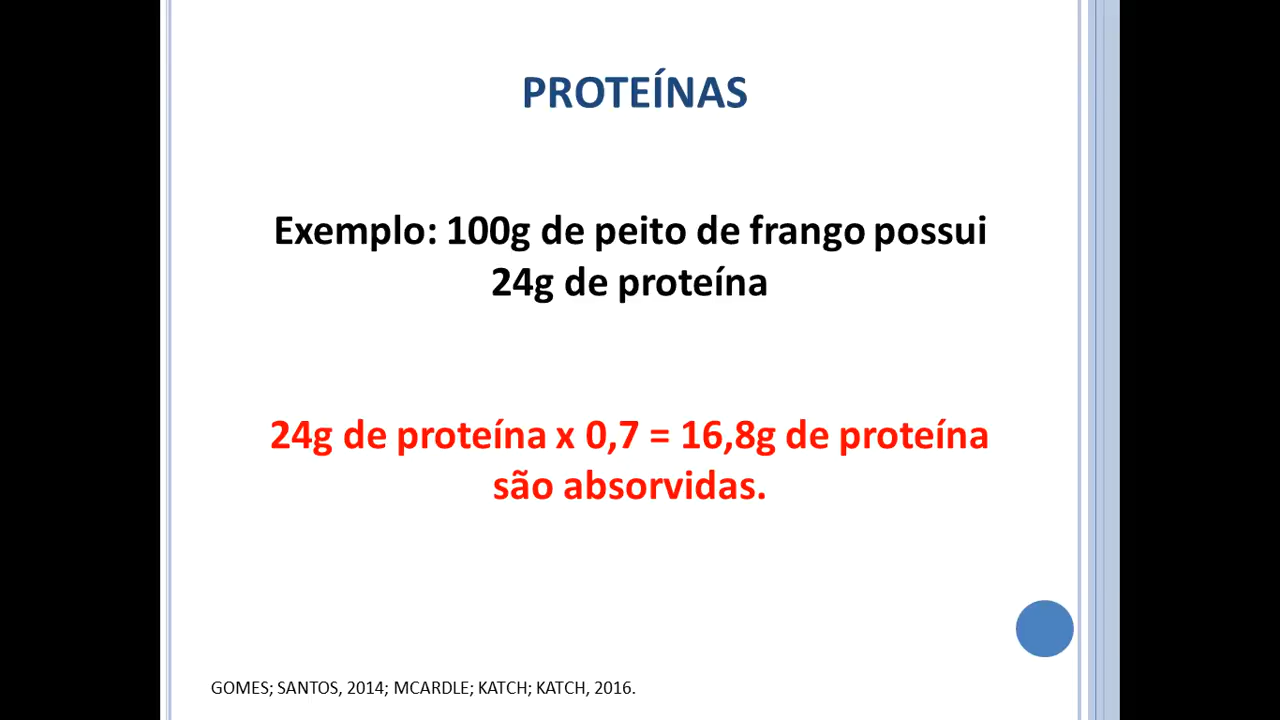 PROTEÍNAS
Exemplo: 100g de peito de frango possui
24g de proteína
24g de proteína x 0,7 = 16,8g de proteína
são absorvidas.
GOMES; SANTOS, 2014; MCARDLE; KATCH; KATCH, 2016.